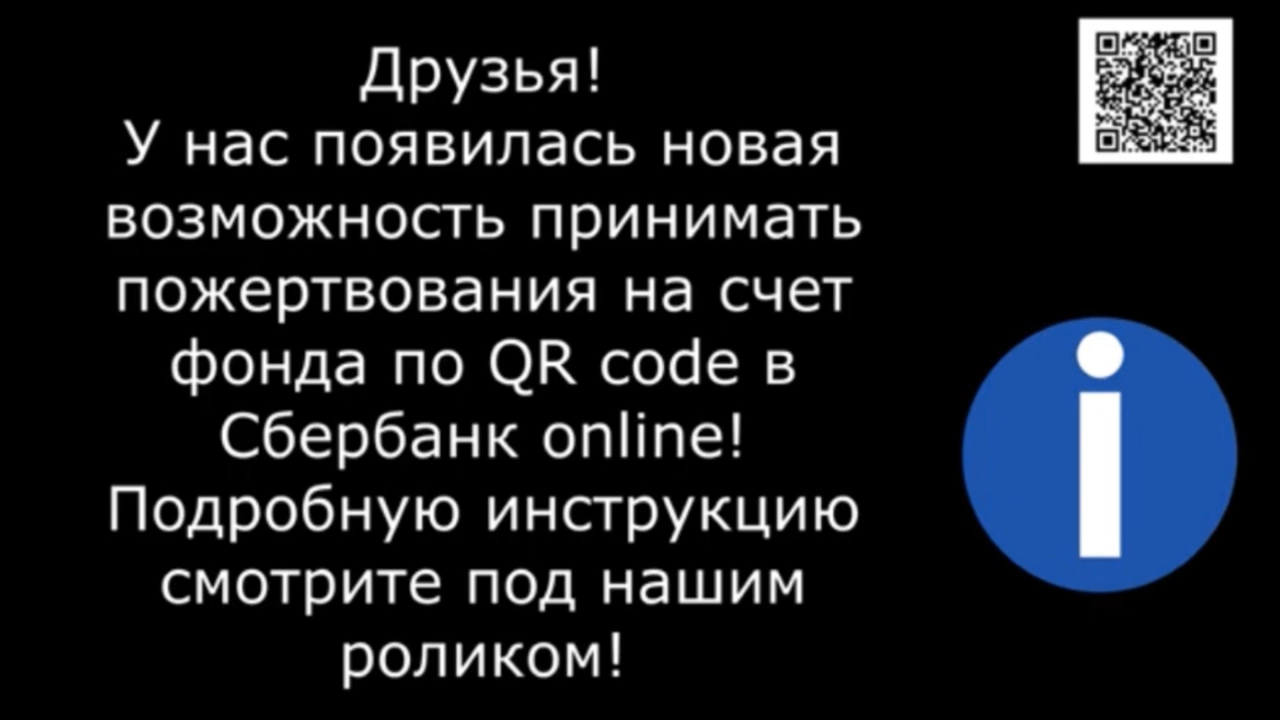 Друзья!
У нас появилась новая
возможность принимать
пожертвования на счет
фонда по QR code в
Сбербанк online!
Подробную инструкцию
смотрите под нашим
роликом!
i